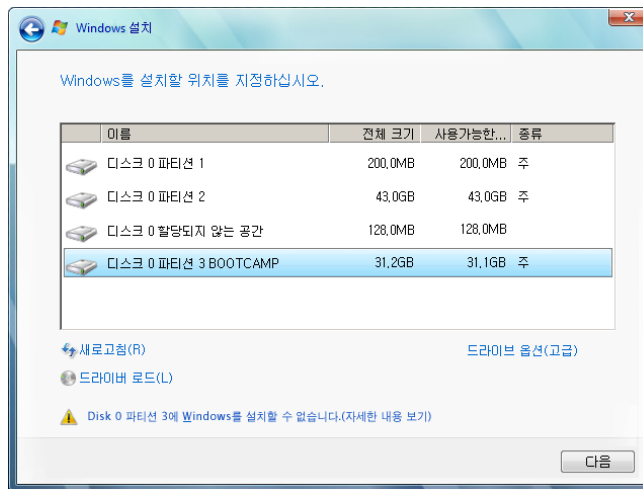 Windows 설치
Windows를 설치할 위치를 지정하십시오.
이름 전체 크기 사용가능한... 종류
디스크 0 파티션 1 200,0MB 200,0MB 주
디스크 0 파티션 2 43,0GB 43,0GB 주
디스크 0 할당되지 않는 공간 128,0MB 128,0MB
디스크 0 파티션 3 BOOTCAMP 31,2GB 31,1GB 주
새로고침(R) 드라이브 옵션(고급)
드라이버 로드(L)
Disk 0 파티션 3에 Windows를 설치할 수 없습니다.(자세한 내용 보기)
다음